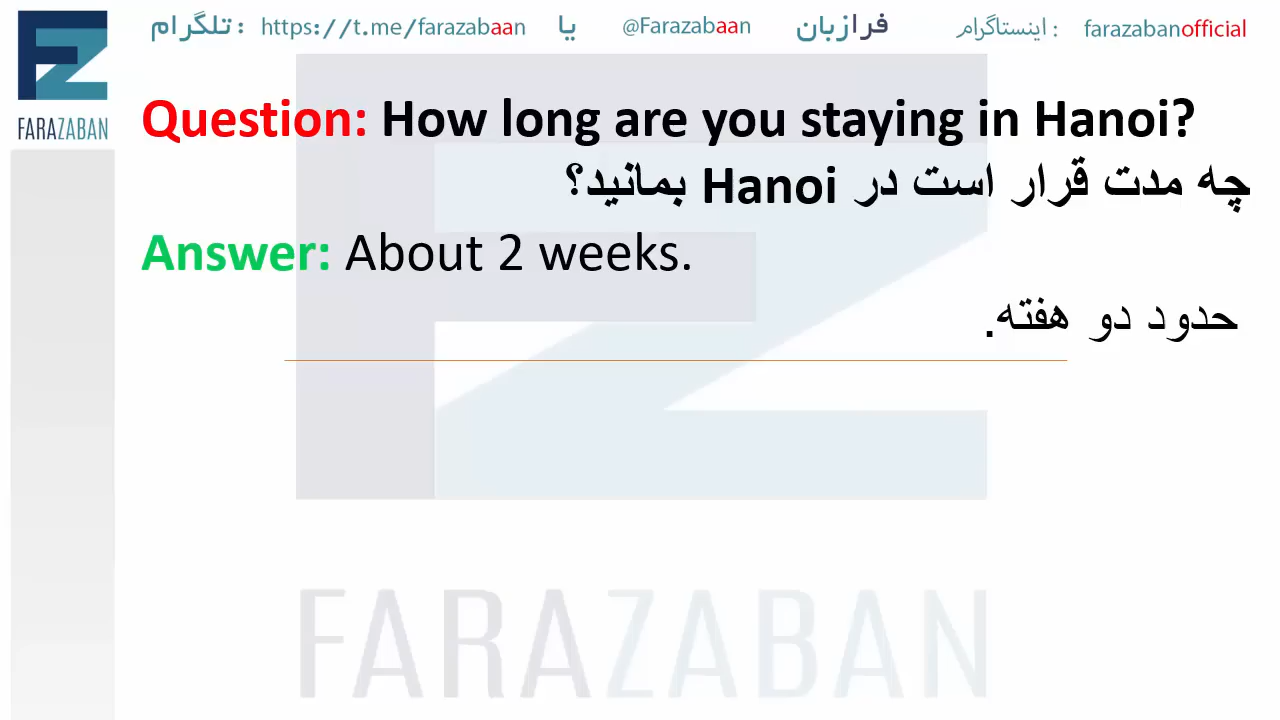 تلگرام : https://t.me/farazabaan یا @Farazabaan فرازبان اینستاگرام : farazabanofficial
FARAZABAN
Question: How long are you staying in Hanoi?
چه مدت قرار است در Hanoi بمانید؟
Answer: About 2 weeks.
حدود دو هفته.
FARAZABAN